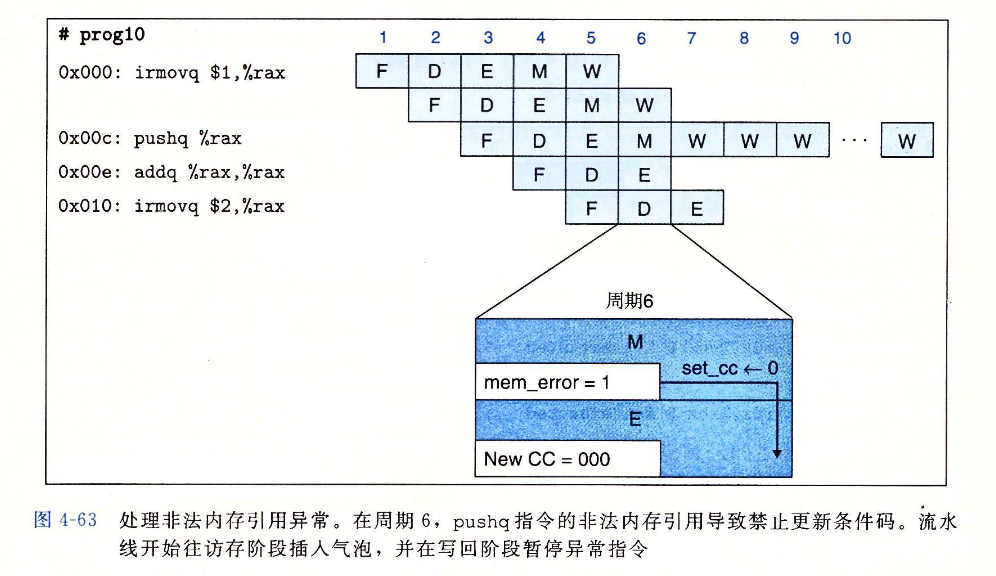 # prog10
1 2 3 4 5 6 7 8 9 10
0x000: irmovq $1,%rax F D E M W
F D E M W
0x00c: pushq %rax F D E M W W W ··· W
0x00e: addq %rax,%rax F D E
0x010: irmovq $2,%rax F D E
周期6
M
set_cc ← 0
mem_error = 1
E
New CC = 000
图 4-63 处理非法内存引用异常。在周期 6，pushq指令的非法内存引用导致禁止更新条件码。流水
线开始往访存阶段插入气泡，并在写回阶段暂停异常指令